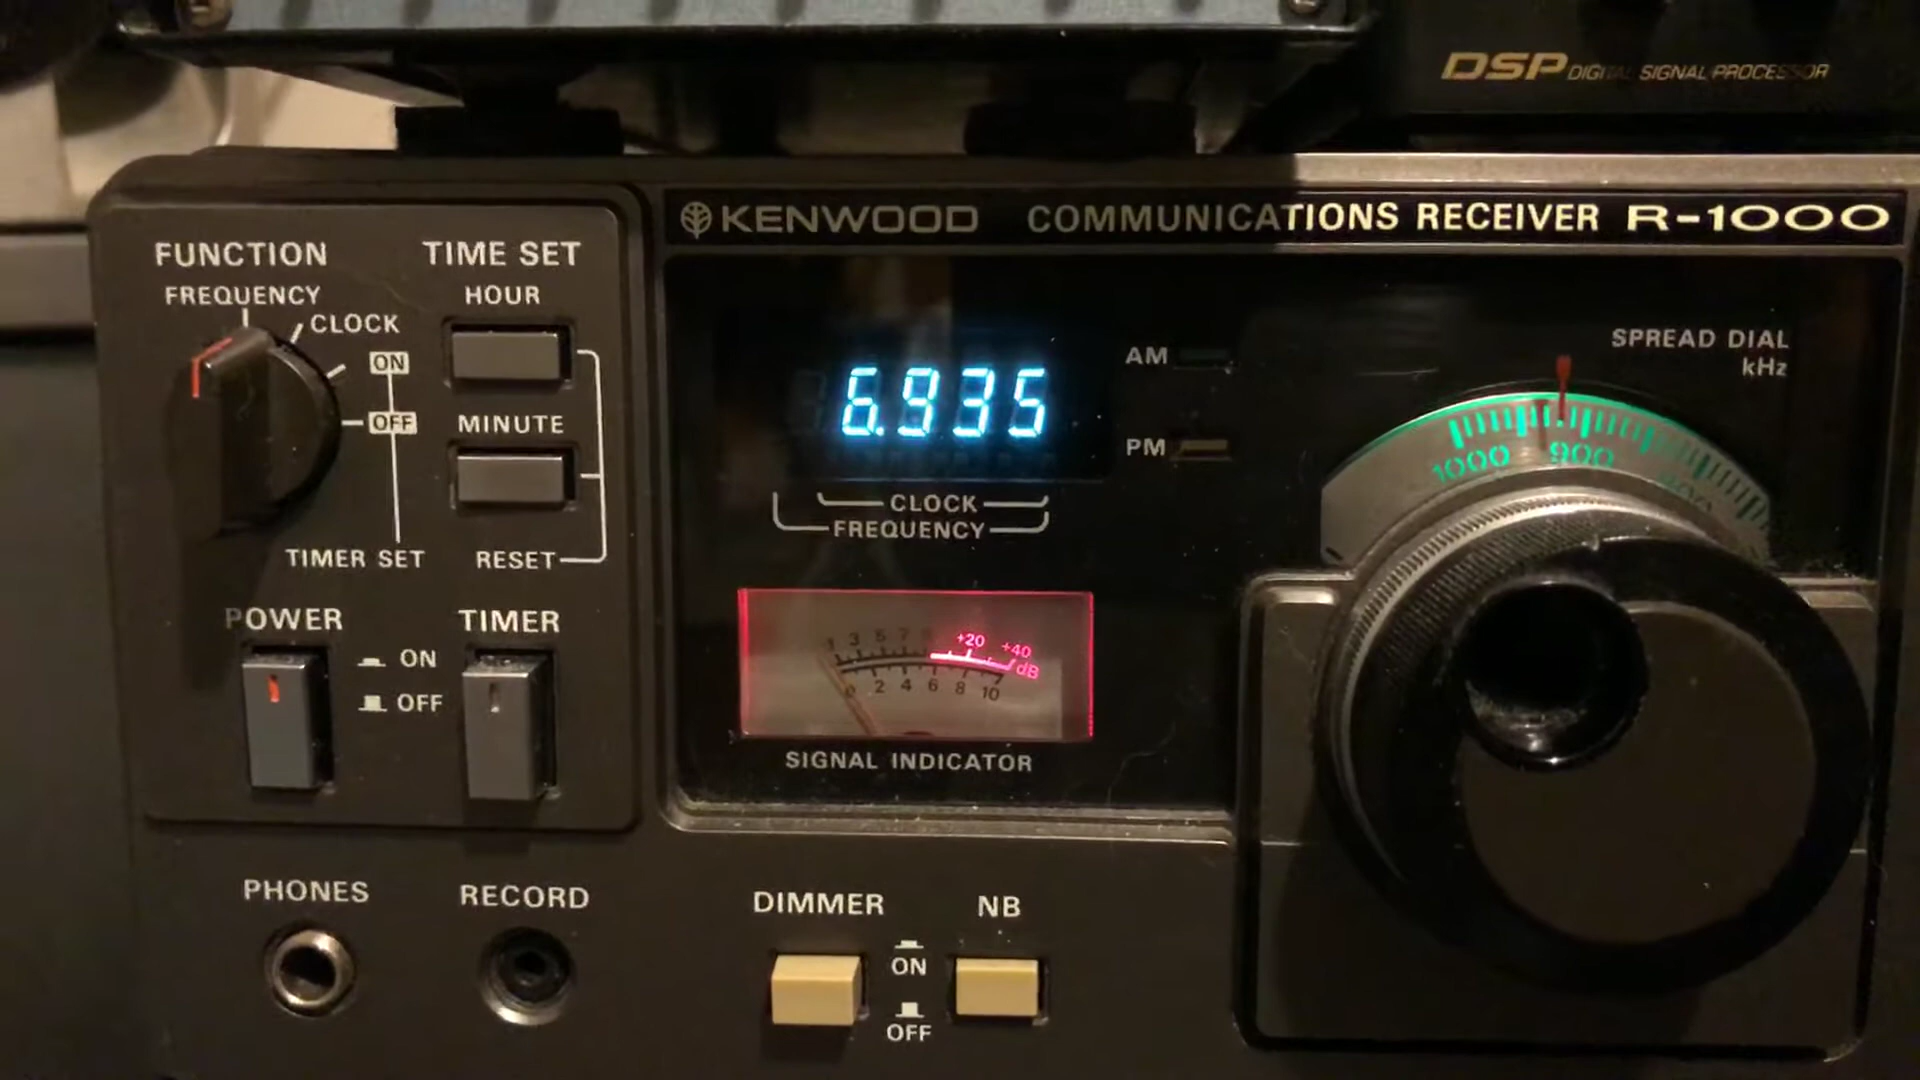 DSP DIGITAL SIGNAL PROCESSOR
KENWOOD COMMUNICATIONS RECEIVER R-1000
FUNCTION
FREQUENCY
CLOCK
ON
OFF
TIMER SET
TIME SET
HOUR
MINUTE
RESET
POWER
TIMER
ON
OFF
6.935
AM
PM
CLOCK
FREQUENCY
SPREAD DIAL
kHz
1000 900
1 3 5 7 +20 +40
dB
0 2 4 6 8 10
SIGNAL INDICATOR
PHONES
RECORD
DIMMER
NB
ON
OFF